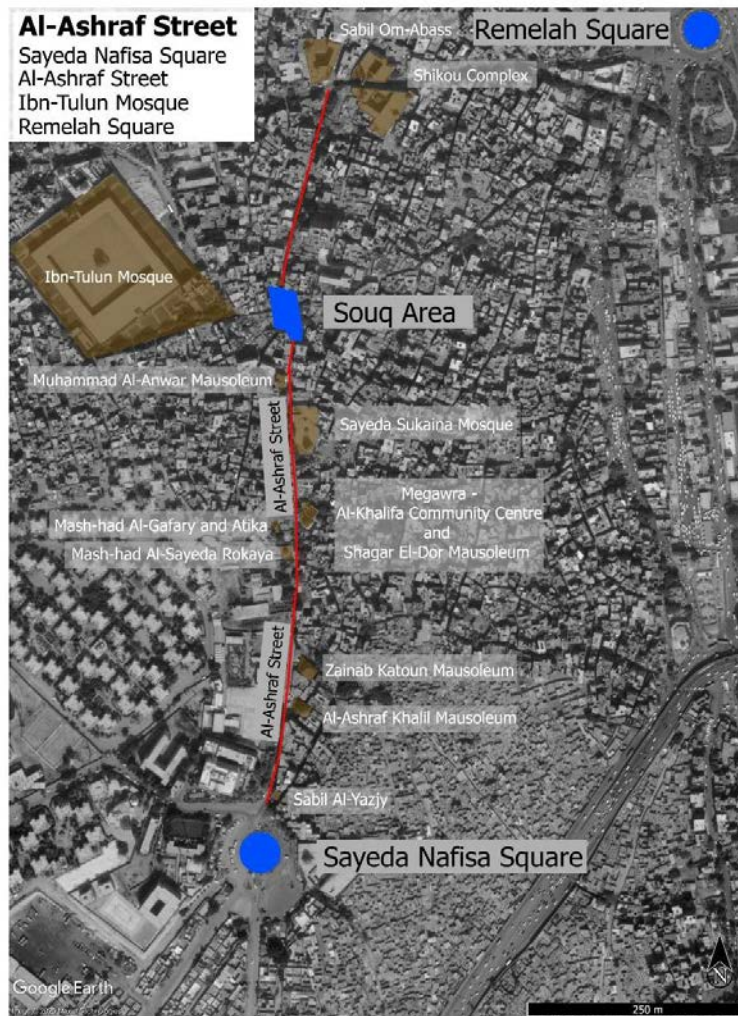 Al-Ashraf Street
Sayeda Nafisa Square
Al-Ashraf Street
Ibn-Tulun Mosque
Remelah Square
Sabil Om-Abass
Remelah Square
Shikou Complex
Ibn-Tulun Mosque
Souq Area
Muhammad Al-Anwar Mausoleum
Al-Ashraf Street
Sayeda Sukaina Mosque
Megawra -
Al-Khalifa Community Centre
and
Shagar El-Dor Mausoleum
Mash-had Al-Gafary and Atika
Mash-had Al-Sayeda Rokaya
Al-Ashraf Street
Zainab Katoun Mausoleum
Al-Ashraf Khalil Mausoleum
Sabil Al-Yazjy
Sayeda Nafisa Square
Google Earth
N
250 m